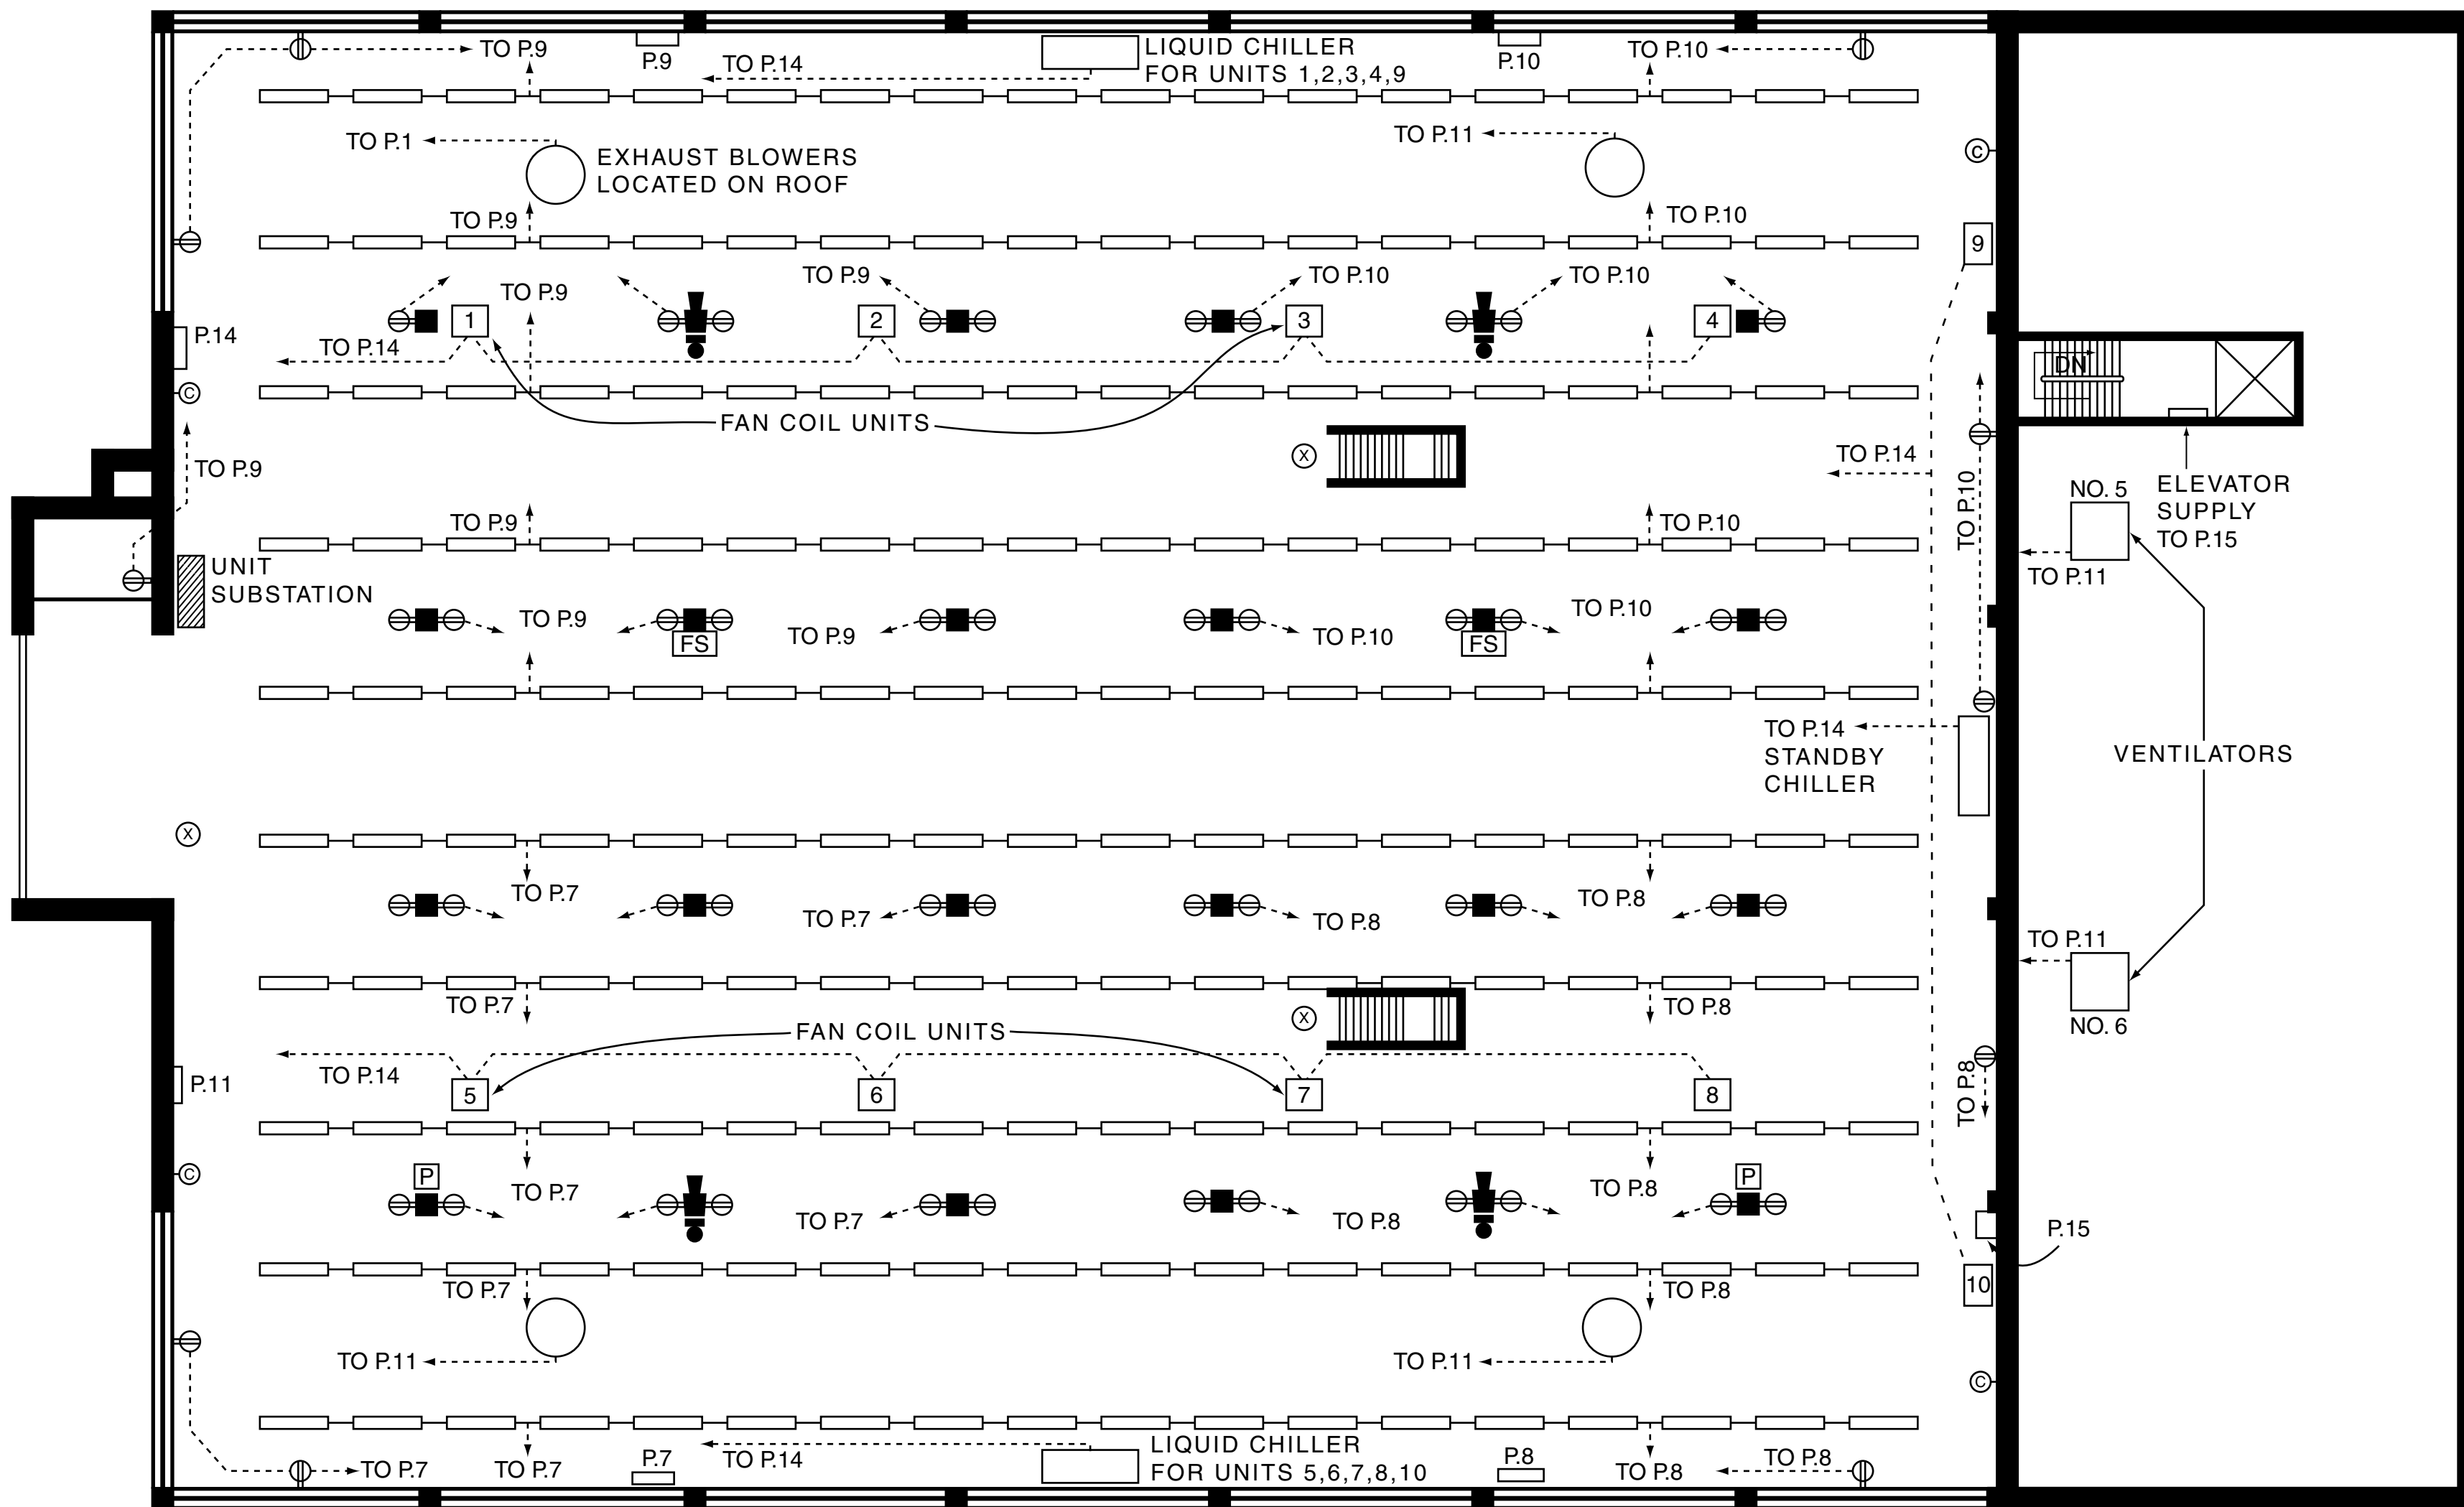 TO P.9
P.9
TO P.14
LIQUID CHILLER
FOR UNITS 1,2,3,4,9
P.10
TO P.10
TO P.1
EXHAUST BLOWERS
LOCATED ON ROOF
TO P.11
C
TO P.9
TO P.10
9
TO P.9
TO P.9
TO P.10
TO P.10
1
2
3
4
P.14
TO P.14
DN
C
FAN COIL UNITS
X
TO P.14
TO P.9
TO P.10
NO. 5
ELEVATOR
SUPPLY
TO P.15
TO P.9
TO P.10
UNIT
SUBSTATION
TO P.11
TO P.9
TO P.9
TO P.10
TO P.10
FS
FS
TO P.14
STANDBY
CHILLER
VENTILATORS
X
TO P.7
TO P.7
TO P.8
TO P.8
TO P.11
TO P.7
X
TO P.8
NO. 6
FAN COIL UNITS
TO P.14
TO P.8
P.11
5
6
7
8
C
P
P
TO P.7
TO P.7
TO P.8
TO P.8
P.15
TO P.7
TO P.8
10
TO P.11
TO P.11
C
TO P.7
TO P.7
P.7
TO P.14
LIQUID CHILLER
FOR UNITS 5,6,7,8,10
P.8
TO P.8
TO P.8